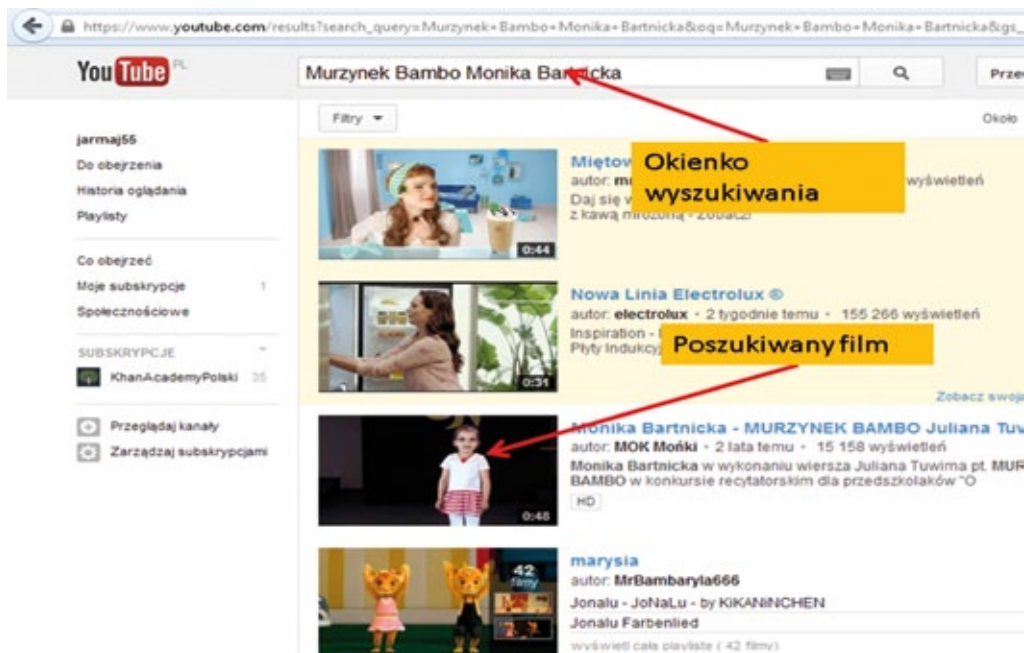 https://www.youtube.com/results?search_query=Murzynek+Bambo+Monika+Bartnicka&oq=Murzynek+Bambo+Monika+Bartnicka&gs_
YouTube PL
Murzynek Bambo Monika Bartnicka
Filtry
Około
jarmaj55
Do obejrzenia
Historia oglądania
Playlisty
Co obejrzeć
Moje subskrypcje 1
Społecznościowe
SUBSKRYPCJE
KhanAcademyPolski 35
Przeglądaj kanały
Zarządzaj subskrypcjami
Okienko
wyszukiwania
autor:
wyświetleń
Daj się
z kawą mrożoną - Zobacz!
0:44
Nowa Linia Electrolux ®
autor: electrolux • 2 tygodnie temu • 155 266 wyświetleń
Inspiration -
Płyty Indukcyj
Poszukiwany film
0:31
Zobacz swoją
Monika Bartnicka - MURZYNEK BAMBO Juliana Tuw
autor: MOK Mońki • 2 lata temu • 15 158 wyświetleń
Monika Bartnicka w wykonaniu wiersza Juliana Tuwima pt. MUR
BAMBO w konkursie recytatorskim dla przedszkolaków "O
HD
0:48
marysia
autor: MrBambaryla666
Jonalu - JoNaLu - by KiKANiNCHEN
Jonalu Farbenlied
wyświetl całą playlistę (42 filmy)
42
filmy